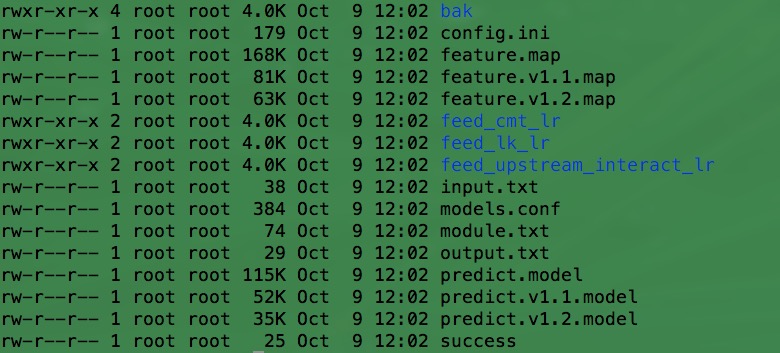 rwxr-xr-x 4 root root 4.0K Oct  9 12:02 bak
rw-r--r-- 1 root root  179 Oct  9 12:02 config.ini
rw-r--r-- 1 root root 168K Oct  9 12:02 feature.map
rw-r--r-- 1 root root  81K Oct  9 12:02 feature.v1.1.map
rw-r--r-- 1 root root  63K Oct  9 12:02 feature.v1.2.map
rwxr-xr-x 2 root root 4.0K Oct  9 12:02 feed_cmt_lr
rwxr-xr-x 2 root root 4.0K Oct  9 12:02 feed_lk_lr
rwxr-xr-x 2 root root 4.0K Oct  9 12:02 feed_upstream_interact_lr
rw-r--r-- 1 root root   38 Oct  9 12:02 input.txt
rw-r--r-- 1 root root  384 Oct  9 12:02 models.conf
rw-r--r-- 1 root root   74 Oct  9 12:02 module.txt
rw-r--r-- 1 root root   29 Oct  9 12:02 output.txt
rw-r--r-- 1 root root 115K Oct  9 12:02 predict.model
rw-r--r-- 1 root root  52K Oct  9 12:02 predict.v1.1.model
rw-r--r-- 1 root root  35K Oct  9 12:02 predict.v1.2.model
rw-r--r-- 1 root root   25 Oct  9 12:02 success